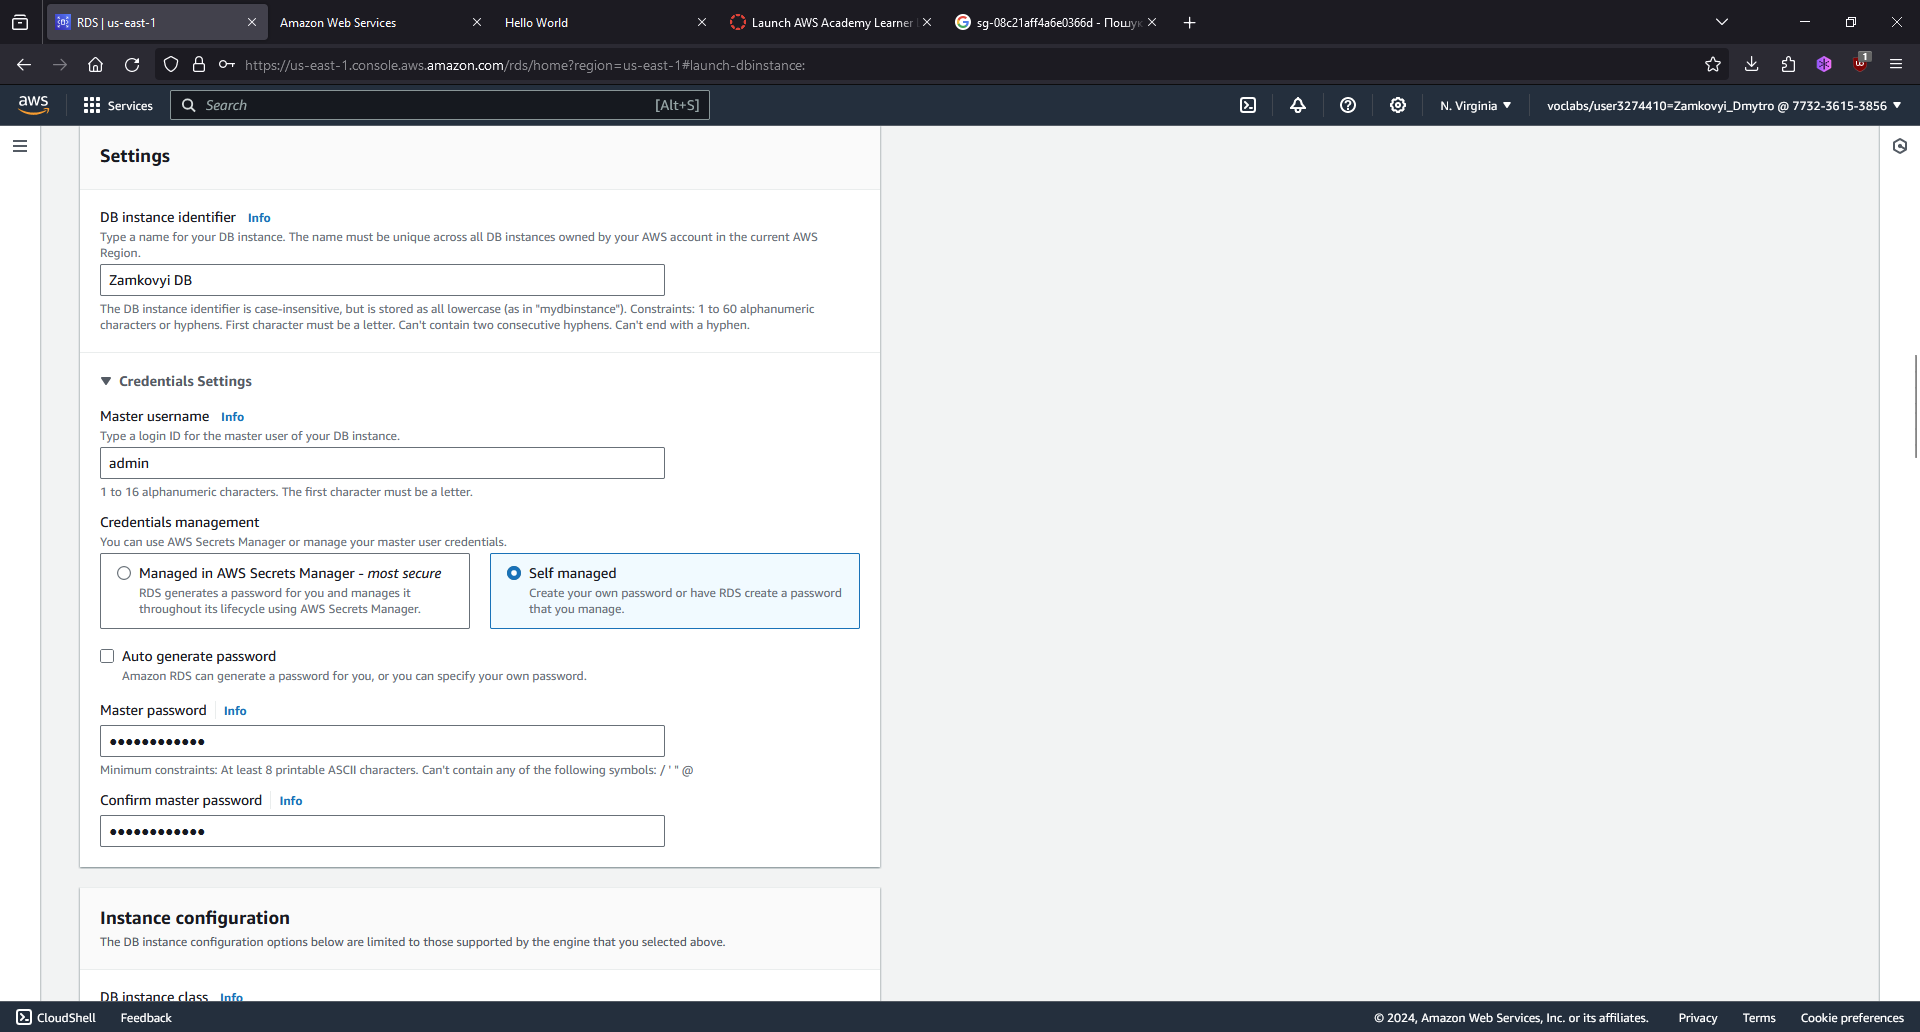 RDS | us-east-1
Amazon Web Services
Hello World
Launch AWS Academy Learner
sg-08c21aff4a6e0366d - Пошук
https://us-east-1.console.aws.amazon.com/rds/home?region=us-east-1#launch-dbinstance:
1
aws
Services
Search
[Alt+S]
N. Virginia
voclabs/user3274410=Zamkovyi_Dmytro @ 7732-3615-3856
Settings
DB instance identifier Info
Type a name for your DB instance. The name must be unique across all DB instances owned by your AWS account in the current AWS
Region.
Zamkovyi DB
The DB instance identifier is case-insensitive, but is stored as all lowercase (as in "mydbinstance"). Constraints: 1 to 60 alphanumeric
characters or hyphens. First character must be a letter. Can't contain two consecutive hyphens. Can't end with a hyphen.
Credentials Settings
Master username Info
Type a login ID for the master user of your DB instance.
admin
1 to 16 alphanumeric characters. The first character must be a letter.
Credentials management
You can use AWS Secrets Manager or manage your master user credentials.
Managed in AWS Secrets Manager - most secure
RDS generates a password for you and manages it
throughout its lifecycle using AWS Secrets Manager.
Self managed
Create your own password or have RDS create a password
that you manage.
Auto generate password
Amazon RDS can generate a password for you, or you can specify your own password.
Master password Info
••••••••••••
Minimum constraints: At least 8 printable ASCII characters. Can't contain any of the following symbols: / ' " @
Confirm master password Info
••••••••••••
Instance configuration
The DB instance configuration options below are limited to those supported by the engine that you selected above.
DB instance class Info
CloudShell
Feedback
© 2024, Amazon Web Services, Inc. or its affiliates.
Privacy
Terms
Cookie preferences